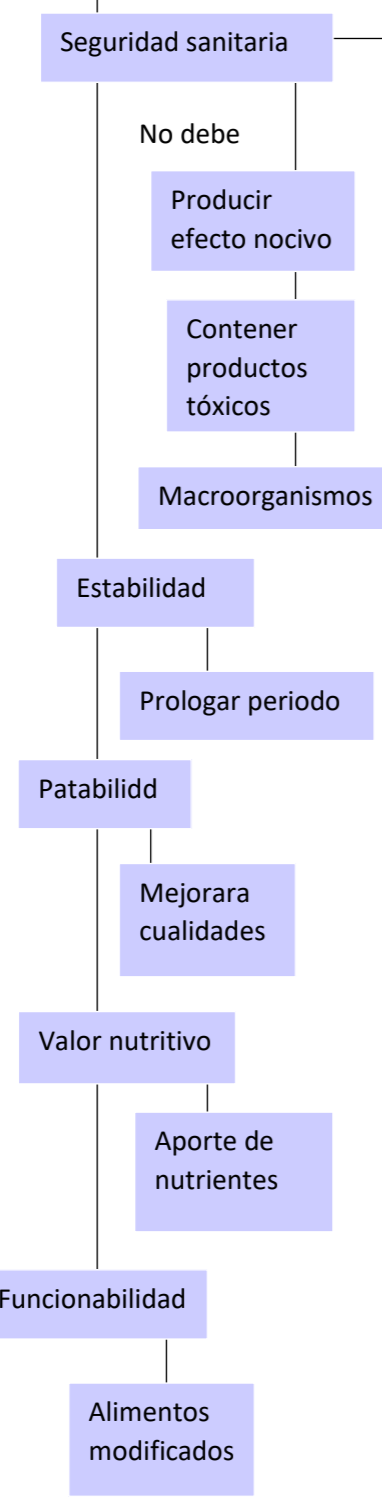 Seguridad sanitaria
No debe
Producir
efecto nocivo
Contener
productos
tóxicos
Macroorganismos
Estabilidad
Prologar periodo
Patabilidd
Mejorara
cualidades
Valor nutritivo
Aporte de
nutrientes
Funcionabilidad
Alimentos
modificados